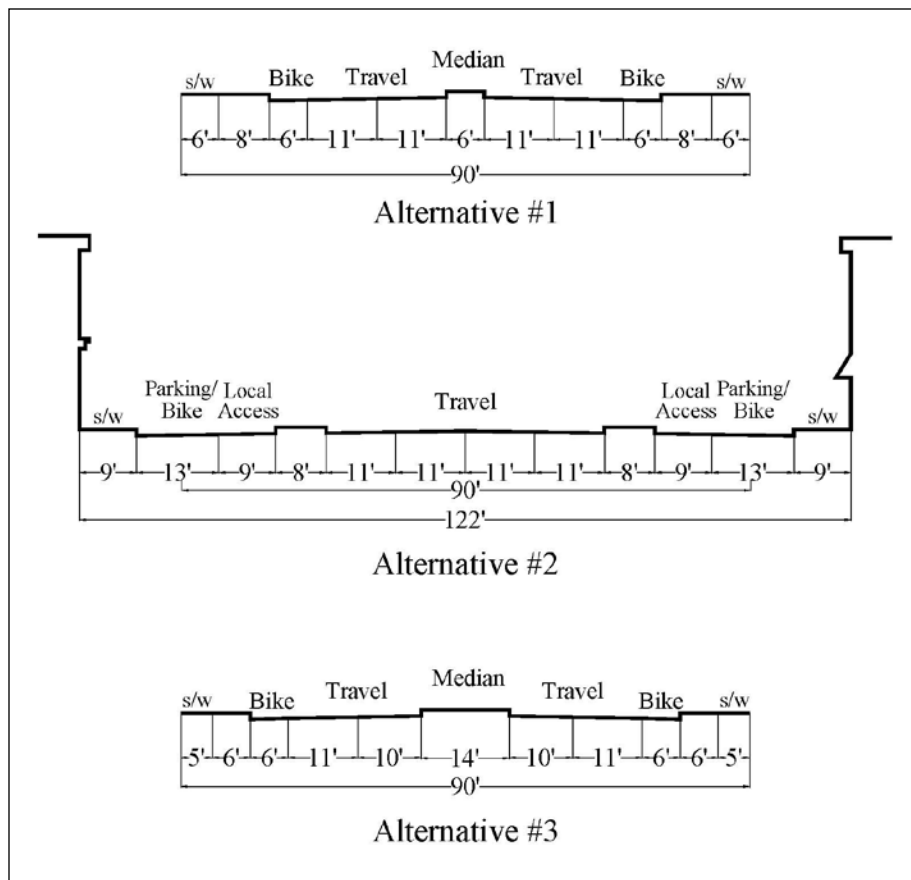 Median
s/w Bike Travel Travel Bike s/w
6' 8' 6' 11' 11' 6' 11' 11' 6' 8' 6'
90'
Alternative #1
Parking/ Local Travel Local Parking/
s/w Bike Access Access Bike s/w
9' 13' 9' 8' 11' 11' 11' 11' 8' 9' 13' 9'
90'
122'
Alternative #2
Median
s/w Bike Travel Travel Bike s/w
5' 6' 6' 11' 10' 14' 10' 11' 6' 6' 5'
90'
Alternative #3